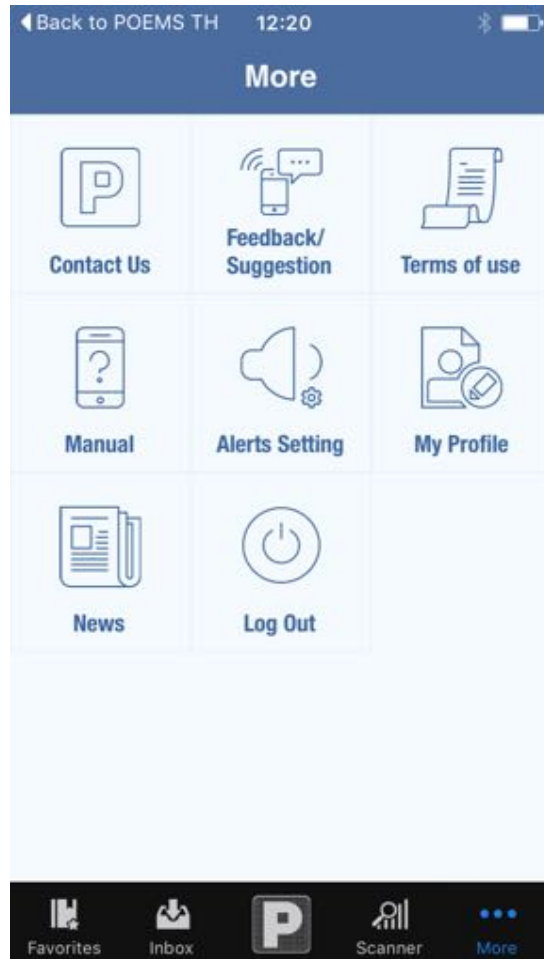 Back to POEMS TH 12:20
More
P
Contact Us
Feedback/
Suggestion
Terms of use
?
Manual
Alerts Setting
My Profile
News
Log Out
Favorites
Inbox
P
Scanner
More